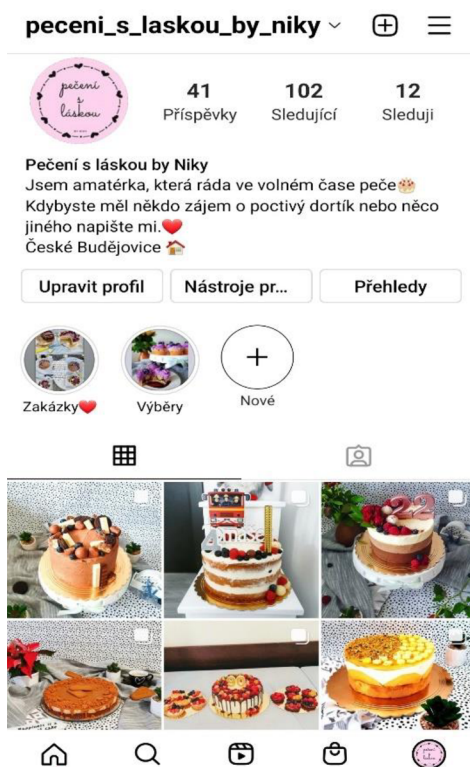 peceni_s_laskou_by_niky
pečení
s
láskou
41
102
12
Příspěvky
Sledující
Sleduji
Pečení s láskou by Niky
Jsem amatérka, která ráda ve volném čase peče🎂
Kdybyste měl někdo zájem o poctivý dortík nebo něco
jiného napište mi.❤️
České Budějovice 🏠
Upravit profil
Nástroje pr...
Přehledy
Zakázky❤️
Výběry
Nové
22